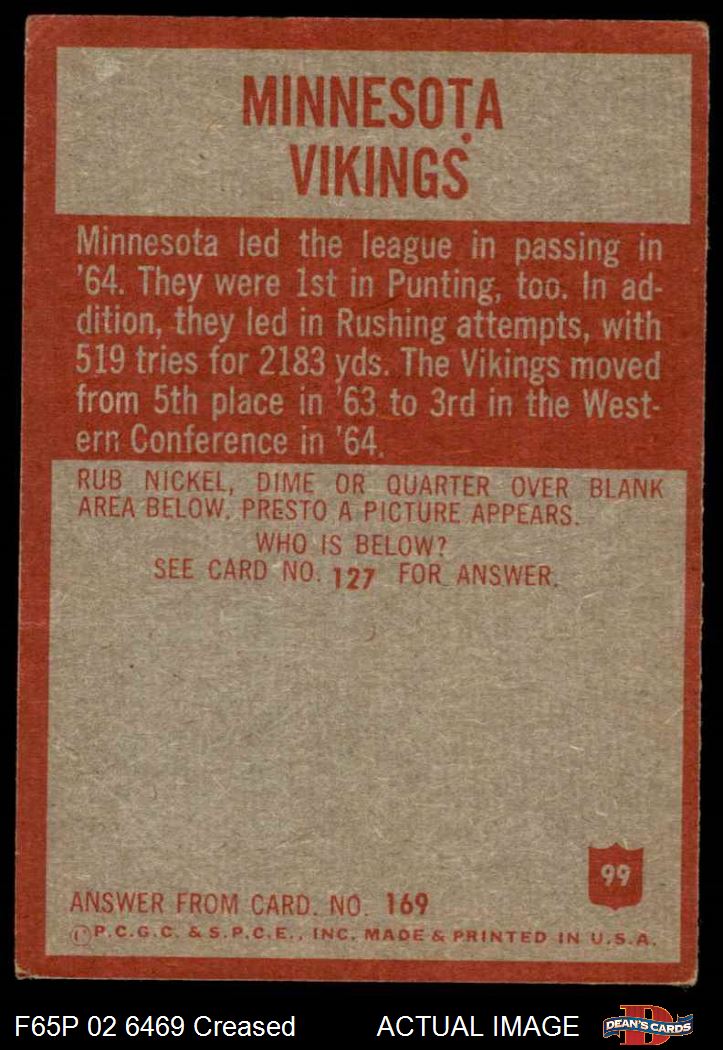 MINNESOTA
VIKINGS
Minnesota led the league in passing in
'64. They were 1st in Punting, too. In ad-
dition, they led in Rushing attempts, with
519 tries for 2183 yds. The Vikings moved
from 5th place in '63 to 3rd in the West-
ern Conference in '64.
RUB NICKEL, DIME OR QUARTER OVER BLANK
AREA BELOW. PRESTO A PICTURE APPEARS.
WHO IS BELOW?
SEE CARD NO. 127 FOR ANSWER.
99
ANSWER FROM CARD. NO. 169
©P.C.G.C. & S.P.C.E., INC. MADE & PRINTED IN U.S.A.
F65P 02 6469 Creased ACTUAL IMAGE
D
DEAN'S CARDS